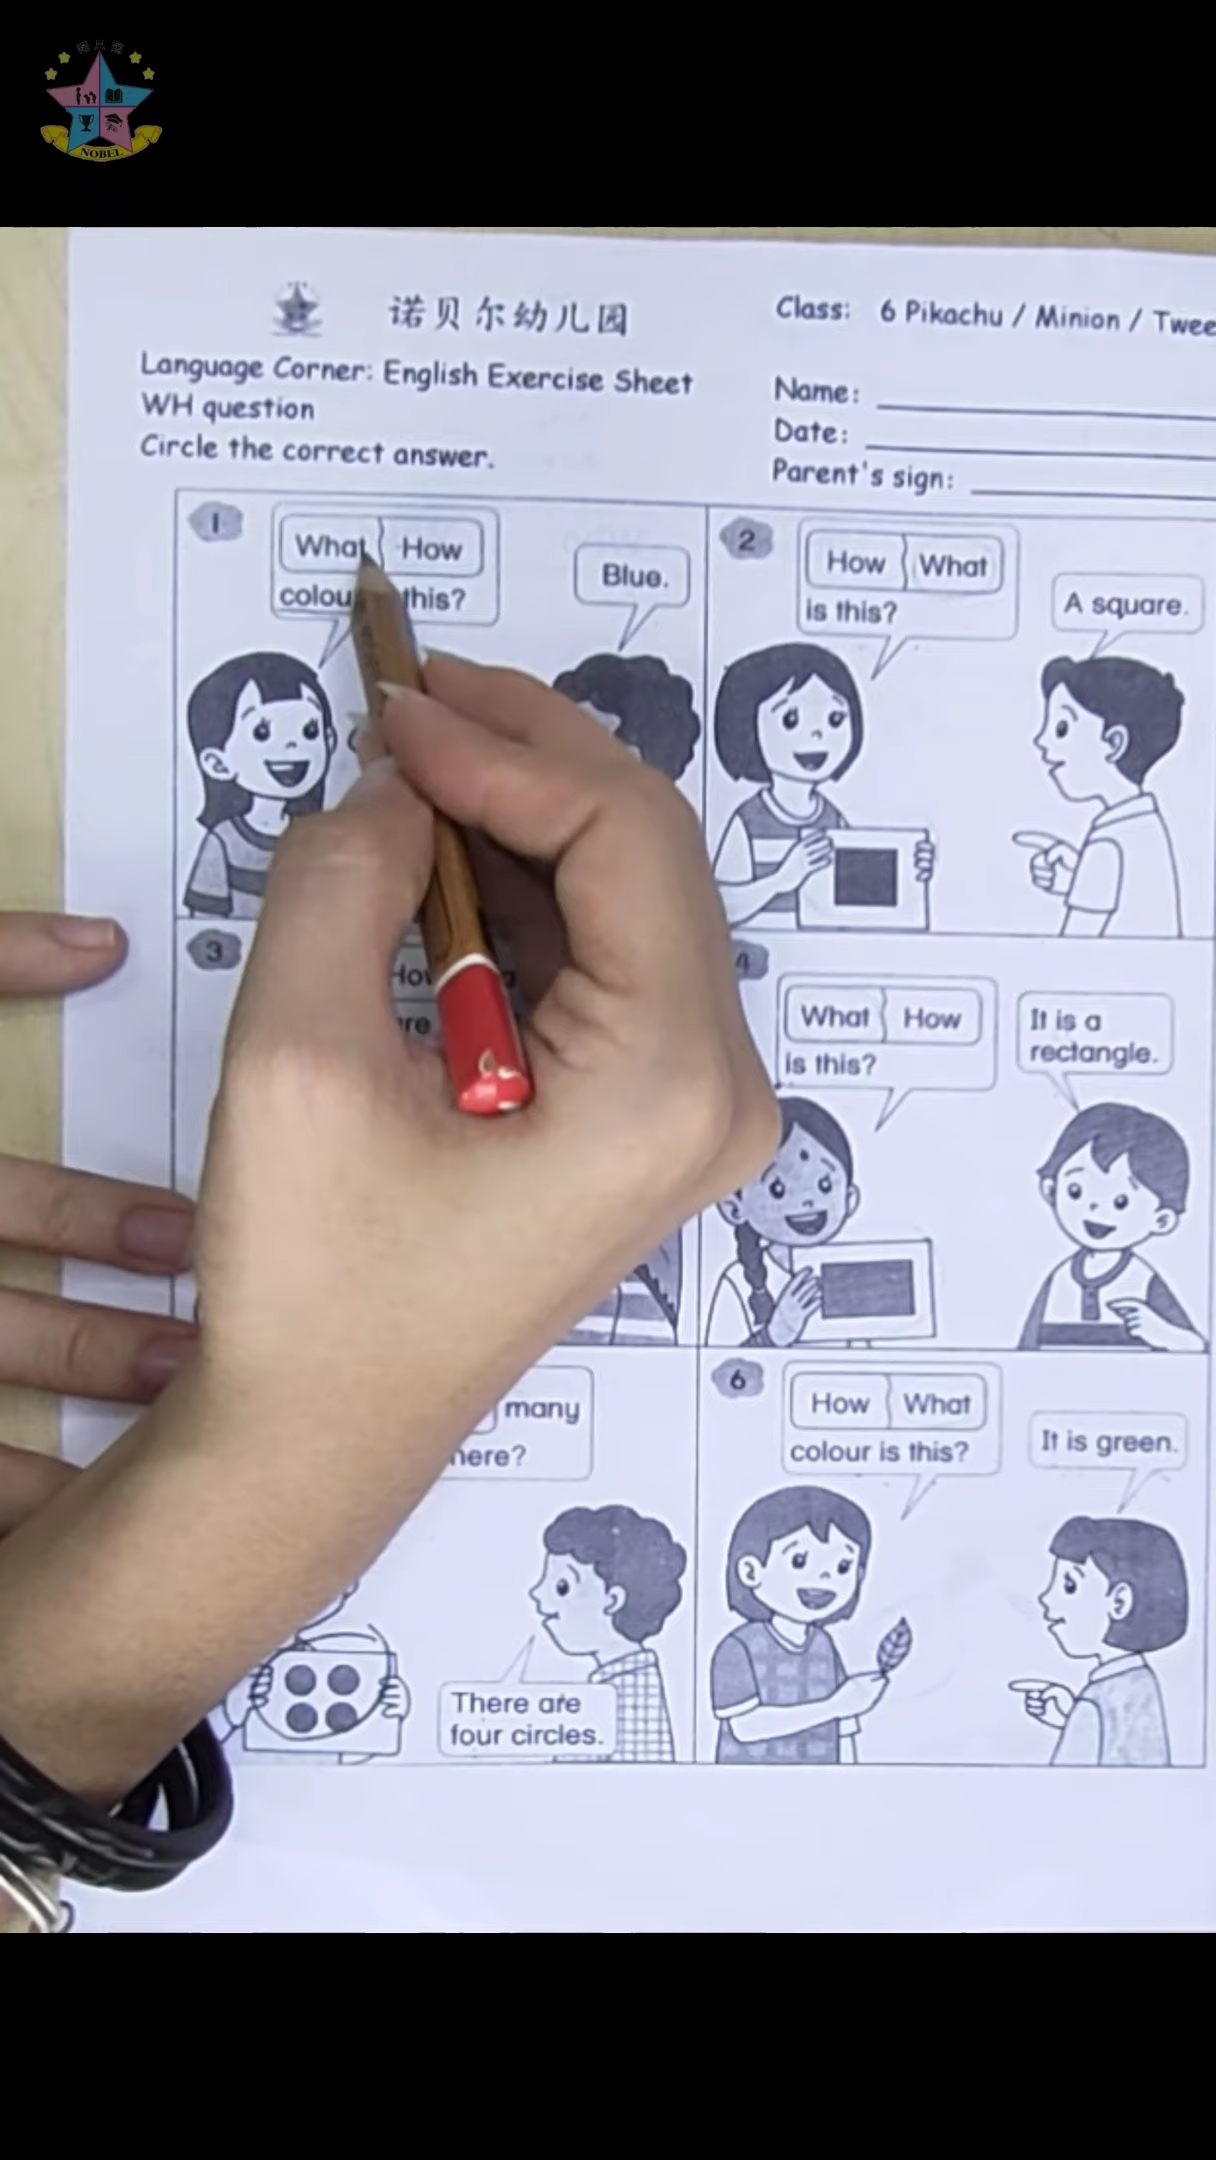 NOBEL
诺贝尔幼儿园
Class: 6 Pikachu / Minion /
Language Corner: English Exercise Sheet
WH question
Circle the correct answer.
Name:
Date:
Parent's sign:
1
What How
this?
Blue.
2
How What
is this?
A square.
3
4
What How
is this?
It is a
rectangle.
many
There are
four circles.
6
How What
colour is this?
It is green.